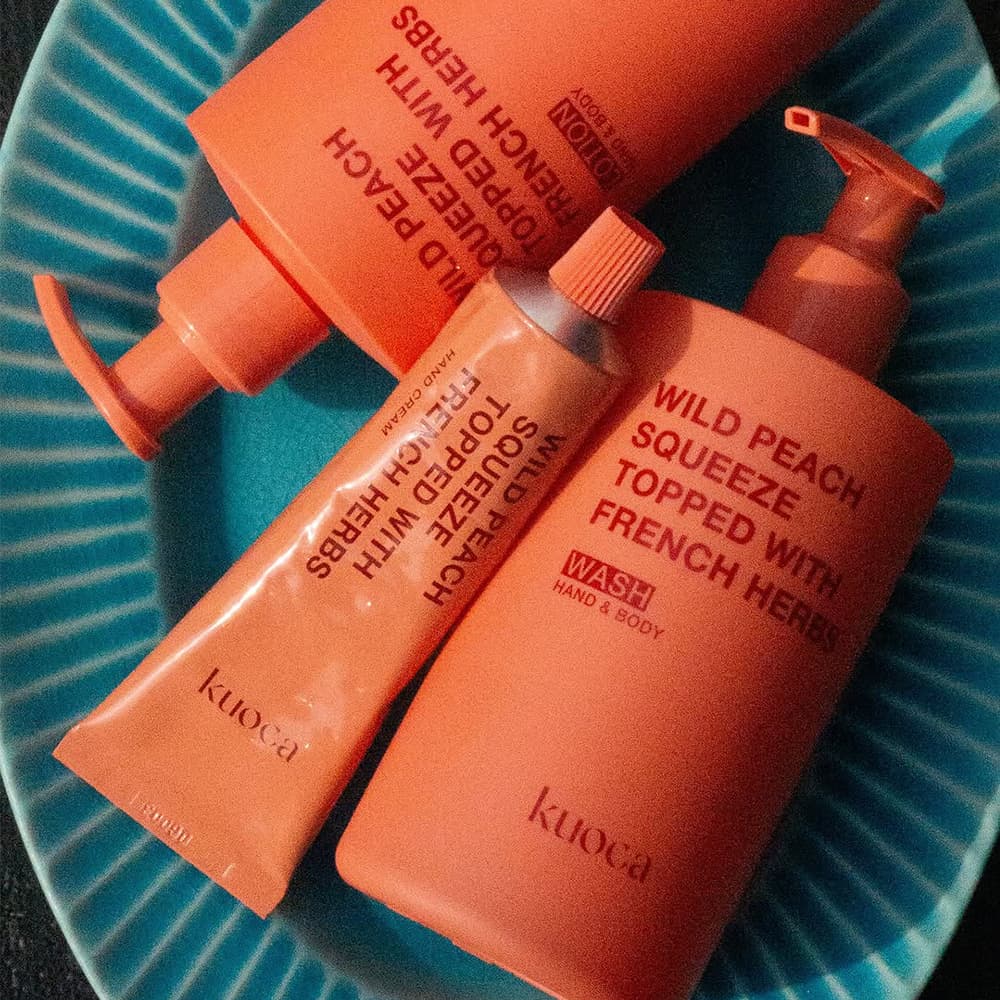 WILD PEACH
SQUEEZE
TOPPED WITH
FRENCH HERBS
LOTION
HAND & BODY
HAND CREAM
WILD PEACH
SQUEEZE
TOPPED WITH
FRENCH HERBS
kuoca
WILD PEACH
SQUEEZE
TOPPED WITH
FRENCH HERBS
WASH
HAND & BODY
kuoca